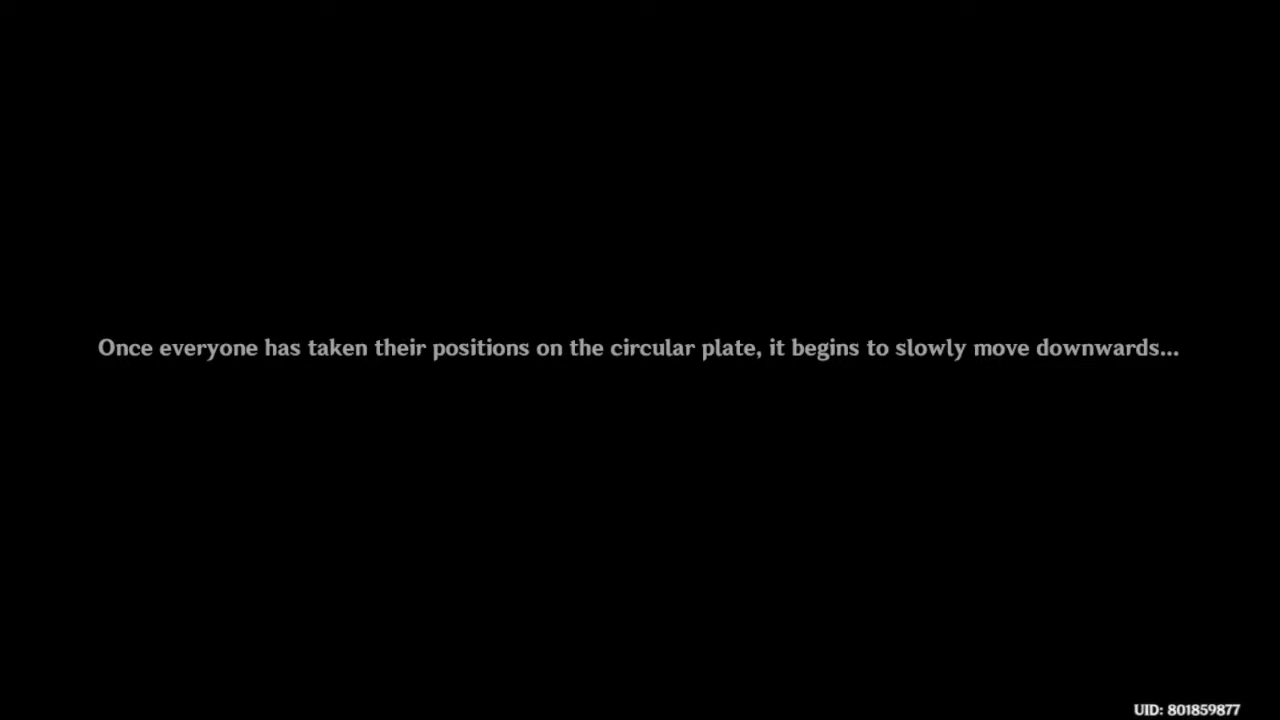 Once everyone has taken their positions on the circular plate, it begins to slowly move downwards...
UID: 801859877